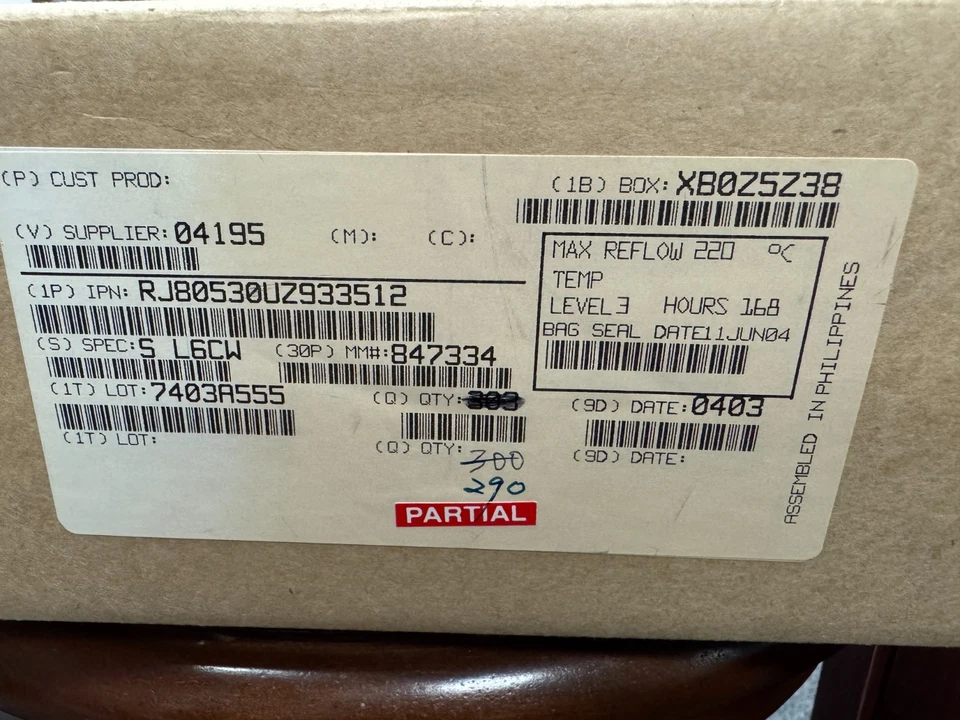 (P) CUST PROD:
(1B) BOX: XB0Z5Z38
(V) SUPPLIER: 04195 (M): (C):
MAX REFLOW 220 °C
TEMP
LEVEL 3 HOURS 168
BAG SEAL DATE 11JUN04
(1P) IPN: RJ80530UZ933512
(S) SPEC: S L6CW (30P) MM#: 847334
(1T) LOT: 7403A555 (Q) QTY: 303 (9D) DATE: 0403
(1T) LOT: (Q) QTY: (9D) DATE:
300
290
PARTIAL
ASSEMBLED IN PHILIPPINES